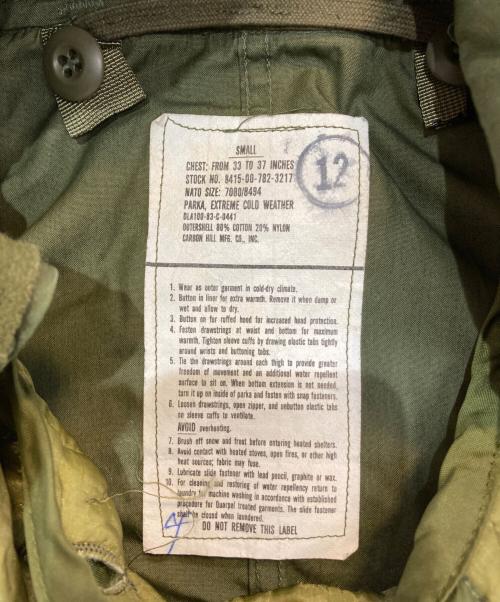 SMALL
CHEST: FROM 33 TO 37 INCHES
STOCK NO. 8415-00-782-3217
NATO SIZE: 7080/8494
PARKA, EXTREME COLD WEATHER
DLA100-83-C-0441
OUTERSHELL 80% COTTON 20% NYLON
CARBON HILL MFG. CO., INC.
12
1. Wear as outer garment in cold-dry climate.
2. Button in liner for extra warmth. Remove it when damp or
wet and allow to dry.
3. Button on fur ruffed hood for increased head protection.
4. Fasten drawstrings at waist and bottom for maximum
warmth. Tighten sleeve cuffs by drawing elastic tabs tightly
around wrists and buttoning tabs.
5. Tie the drawstrings around each thigh to provide greater
freedom of movement and an additional water repellent
surface to sit on. When bottom extension is not needed,
turn it up on inside of parka and fasten with snap fasteners.
6. Loosen drawstrings, open zipper, and unbutton elastic tabs
on sleeve cuffs to ventilate.
AVOID overheating.
7. Brush off snow and frost before entering heated shelters.
8. Avoid contact with heated stoves, open fires, or other high
heat sources; fabric may fuse.
9. Lubricate slide fastener with lead pencil, graphite or wax.
10. For cleaning and restoring of water repellency return to
laundry for machine washing in accordance with established
procedure for Quarpel treated garments. The slide fastener
shall be closed when laundered.
DO NOT REMOVE THIS LABEL
4